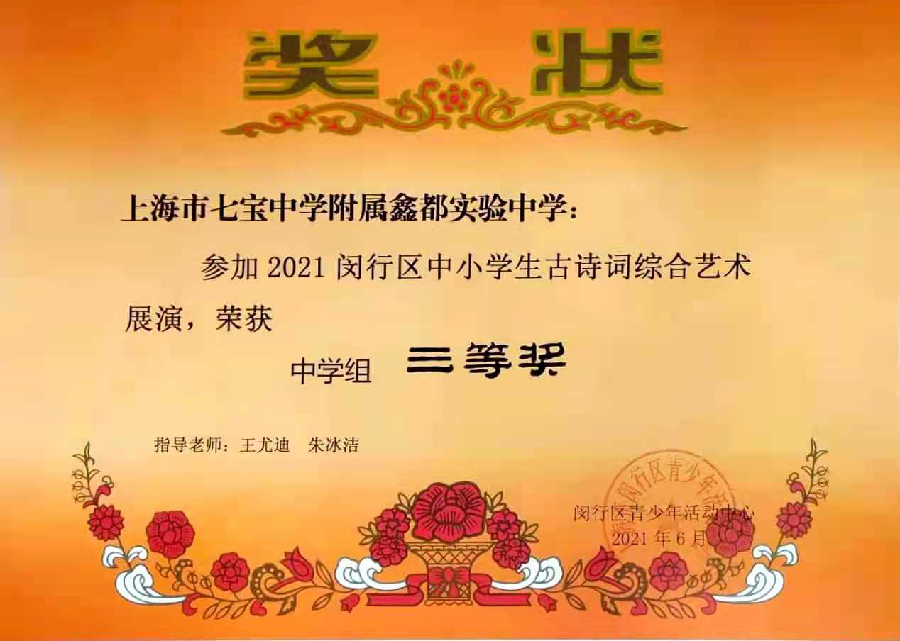 奖 状
上海市七宝中学附属鑫都实验中学：
参加 2021 闵行区中小学生古诗词综合艺术
展演，荣获
中学组 三等奖
指导老师：王尤迪 朱冰洁
闵行区青少年活动中心
2021 年 6 月
闵行区青少年活